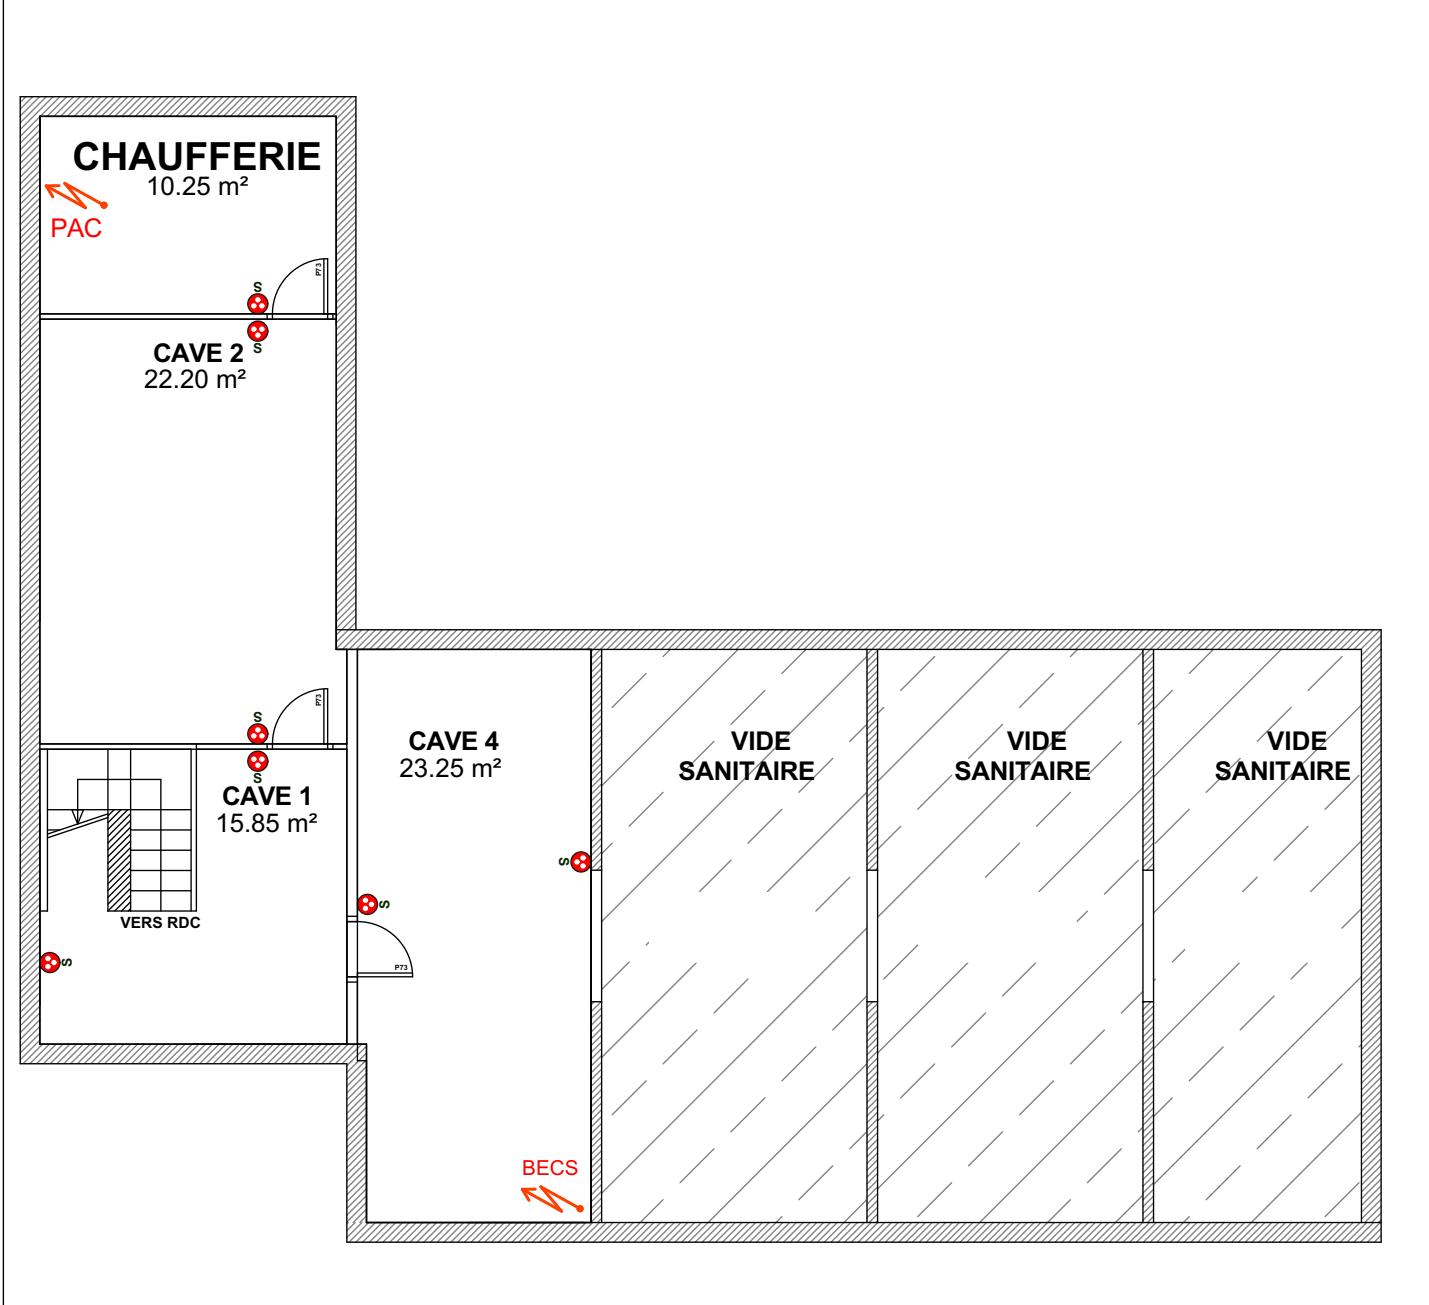 CHAUFFERIE
10.25 m²
PAC
P73
S
S
CAVE 2
22.20 m²
P73
S
S
CAVE 1
15.85 m²
VERS RDC
S
CAVE 4
23.25 m²
S
S
P73
BECS
VIDE
SANITAIRE
VIDE
SANITAIRE
VIDE
SANITAIRE